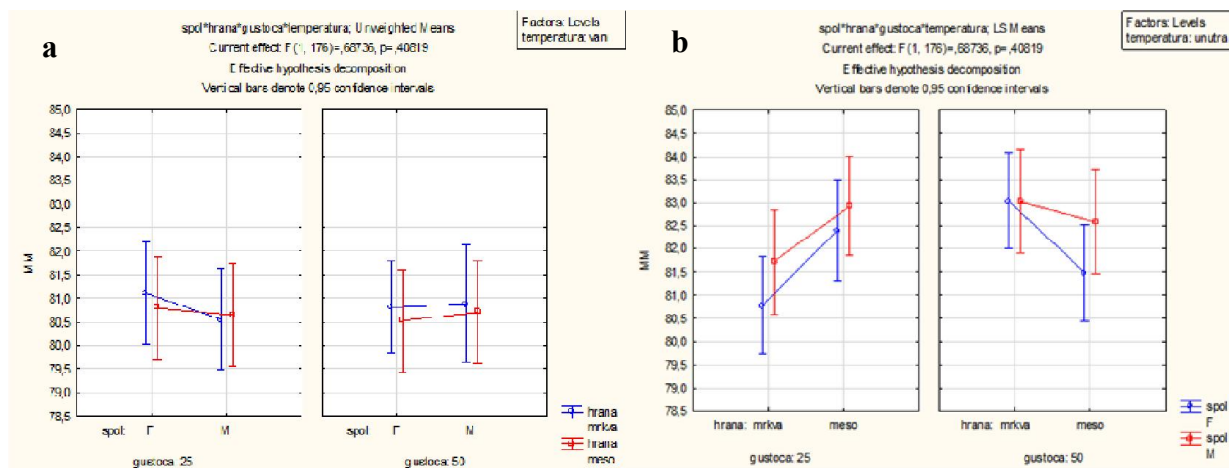 a
spol*hrana*gustoca*temperatura; Unweighted Means
Current effect: F(1, 176)=,68736, p=,40819
Effective hypothesis decomposition
Vertical bars denote 0,95 confidence intervals
Factors: Levels
temperatura: van
85,0
84,5
84,0
83,5
83,0
82,5
82,0
81,5
81,0
80,5
80,0
79,5
79,0
78,5
MM
spol: F M
gustoca: 25
spol: F M
gustoca: 50
hrana
mrkva
hrana
meso
b
spol*hrana*gustoca*temperatura; LS Means
Current effect: F(1, 176)=,68736, p=,40819
Effective hypothesis decomposition
Vertical bars denote 0,95 confidence intervals
Factors: Levels
temperatura: unutra
85,0
84,5
84,0
83,5
83,0
82,5
82,0
81,5
81,0
80,5
80,0
79,5
79,0
78,5
MM
hrana: mrkva meso
gustoca: 25
hrana: mrkva meso
gustoca: 50
spol
F
spol
M